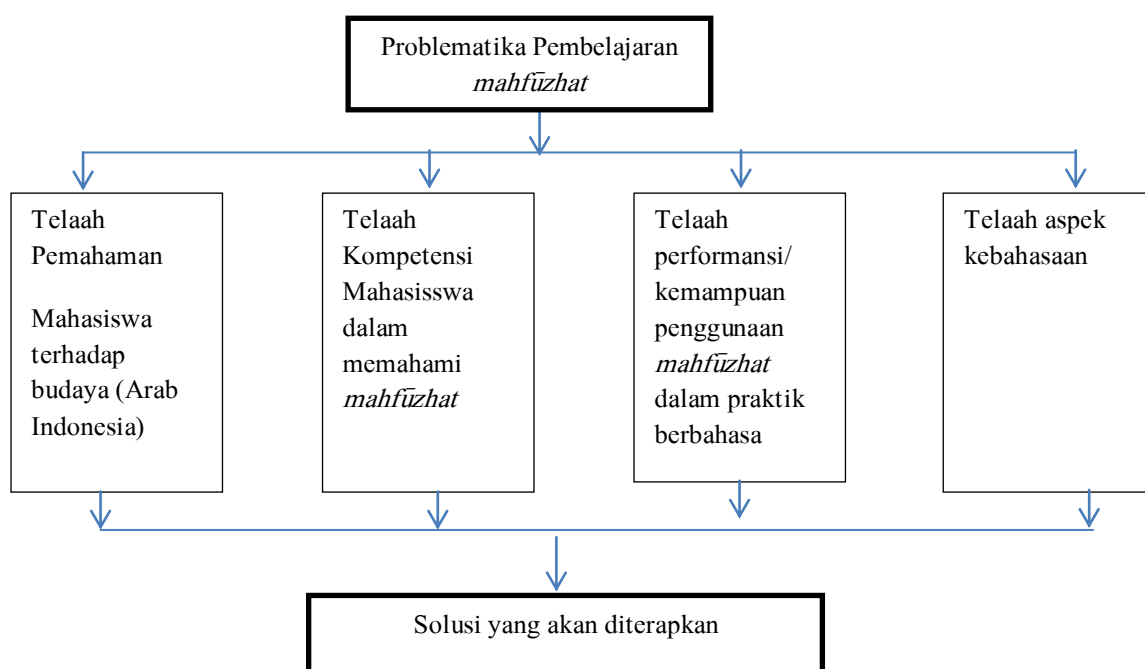 Problematika Pembelajaran
mahfūzhat
Telaah
Pemahaman
Mahasiswa
terhadap
budaya (Arab
Indonesia)
Telaah
Kompetensi
Mahasisswa
dalam
memahami
mahfūzhat
Telaah
performansi/
kemampuan
penggunaan
mahfūzhat
dalam praktik
berbahasa
Telaah aspek
kebahasaan
Solusi yang akan diterapkan